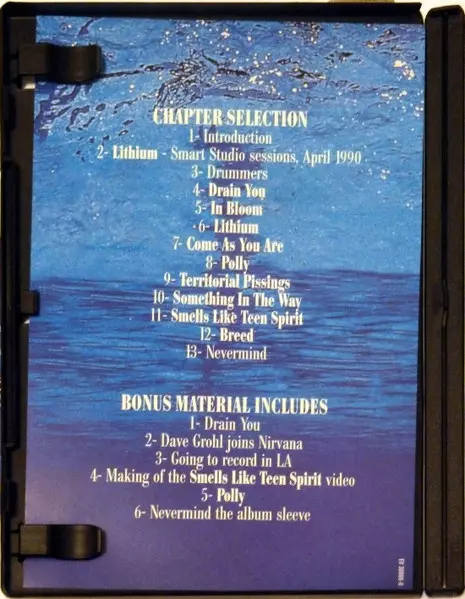 CHAPTER SELECTION
1- Introduction
2- Lithium - Smart Studio sessions, April 1990
3- Drummers
4- Drain You
5- In Bloom
6- Lithium
7- Come As You Are
8- Polly
9- Territorial Pissings
10- Something In The Way
11- Smells Like Teen Spirit
12- Breed
13- Nevermind
BONUS MATERIAL INCLUDES
1- Drain You
2- Dave Grohl joins Nirvana
3- Going to record in LA
4- Making of the Smells Like Teen Spirit video
5- Polly
6- Nevermind the album sleeve